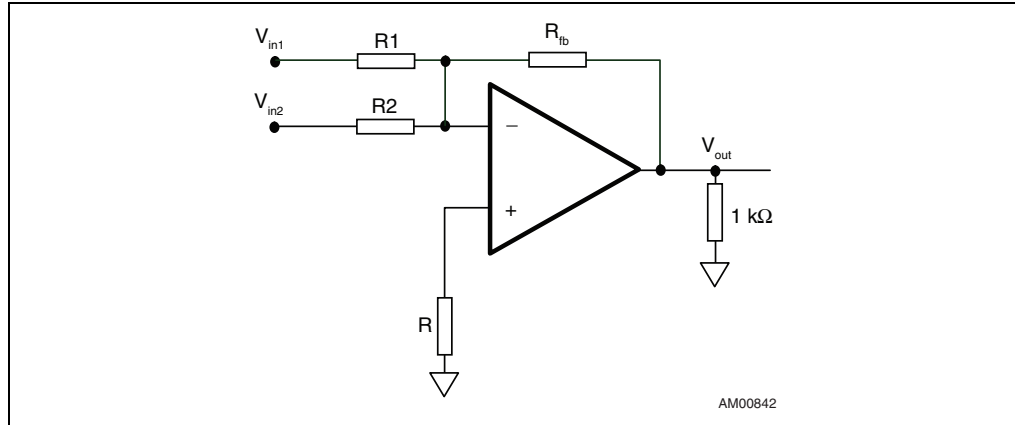 Vin1
R1
Rfb
Vin2
R2
−
Vout
+
1 kΩ
R
AM00842